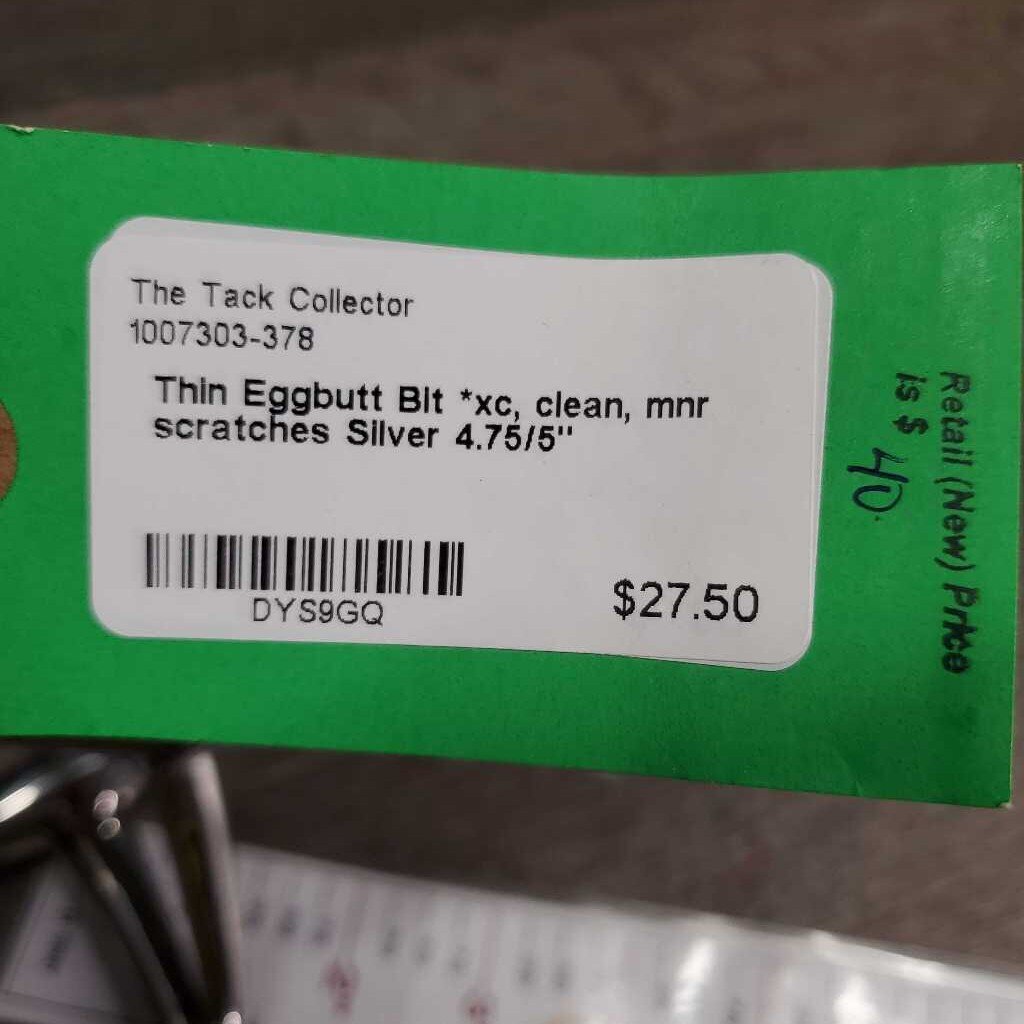 The Tack Collector
1007303-378
Thin Eggbutt Bit *xc, clean, mnr
scratches Silver 4.75/5"
DYS9GQ
$27.50
Retail (New) Price
is $ 40